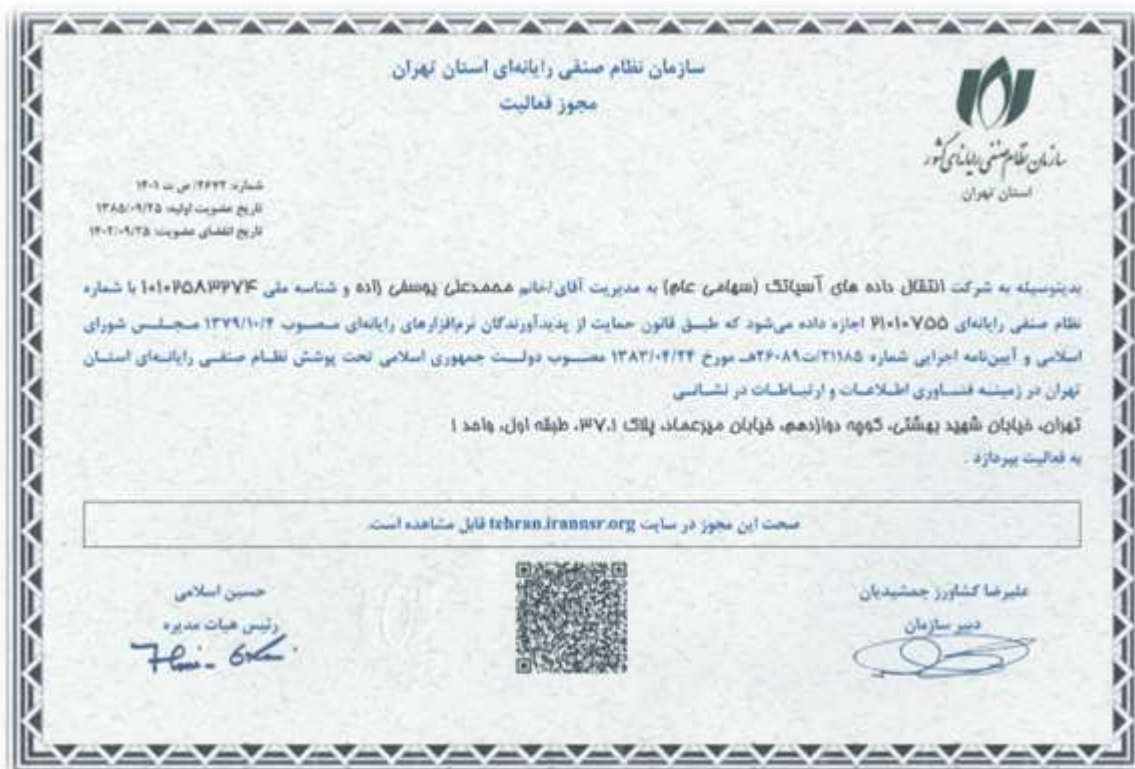 سازمان نظام صنفی رایانه‌ای استان تهران
مجوز فعالیت
سازمان نظام صنفی رایانه‌ای کشور
استان تهران
شماره: ۲۶۷۲/ ص ت ۱۴۰۱
تاریخ عضویت اولیه: ۱۳۸۵/۰۹/۲۵
تاریخ انقضای عضویت: ۱۴۰۲/۰۹/۲۵
بدینوسیله به شرکت انتقال داده های آسیاتک (سهامی عام) به مدیریت آقای/خانم محمدعلی یوسفی زاده و شناسه ملی ۱۰۱۰۲۵۸۳۲۷۴ با شماره
نظام صنفی رایانه‌ای ۲۱۰۱۰۷۵۵ اجازه داده می‌شود که طبق قانون حمایت از پدیدآورندگان نرم‌افزارهای رایانه‌ای مصوب ۱۳۷۹/۱۰/۴ مجلس شورای
اسلامی و آیین‌نامه اجرایی شماره ۲۱۱۸۵/ت۲۶۰۸۹هـ مورخ ۱۳۸۳/۰۴/۲۴ مصوب دولت جمهوری اسلامی تحت پوشش نظام صنفی رایانه‌ای استان
تهران در زمینه فناوری اطلاعات و ارتباطات در نشانی
تهران، خیابان شهید بهشتی، کوچه دوازدهم، خیابان میرعماد، پلاک ۳۷.۱، طبقه اول، واحد ۱
به فعالیت بپردازد .
صحت این مجوز در سایت tehran.irannsr.org قابل مشاهده است.
علیرضا کشاورز جمشیدیان
دبیر سازمان
حسین اسلامی
رئیس هیات مدیره